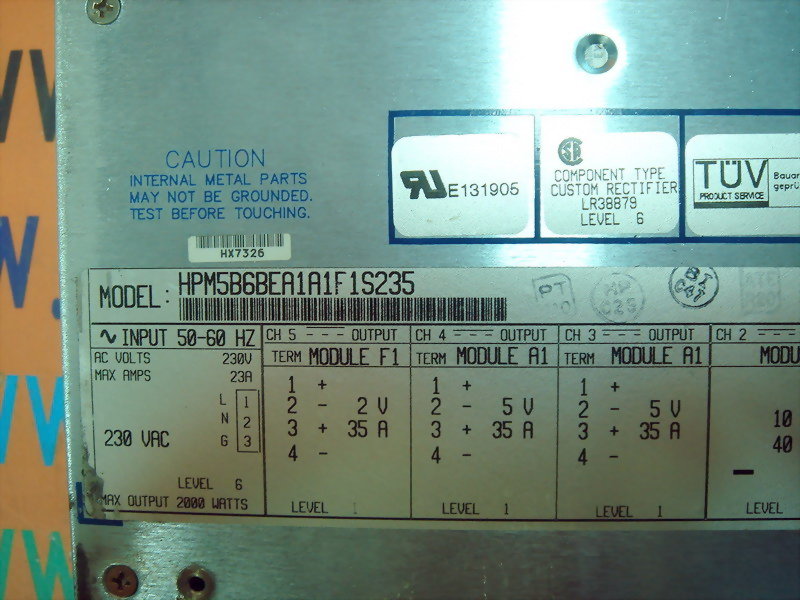 CAUTION
INTERNAL METAL PARTS
MAY NOT BE GROUNDED.
TEST BEFORE TOUCHING.
HX7326
E131905
COMPONENT TYPE
CUSTOM RECTIFIER
LR38879
LEVEL 6
TÜV
PRODUCT SERVICE
MODEL: HPM5B6BEA1A1F1S235
PT
BT
C47
∿ INPUT 50-60 HZ
AC VOLTS 230V
MAX AMPS 23A
L 1
N 2
G 3
230 VAC
LEVEL 6
MAX OUTPUT 2000 WATTS
CH 5 --- OUTPUT
TERM MODULE F1
1 +
2 - 2 V
3 + 35 A
4 -
LEVEL 1
CH 4 --- OUTPUT
TERM MODULE A1
1 +
2 - 5 V
3 + 35 A
4 -
LEVEL 1
CH 3 --- OUTPUT
TERM MODULE A1
1 +
2 - 5 V
3 + 35 A
4 -
LEVEL 1
CH 2 ---
10
40
LEVEL